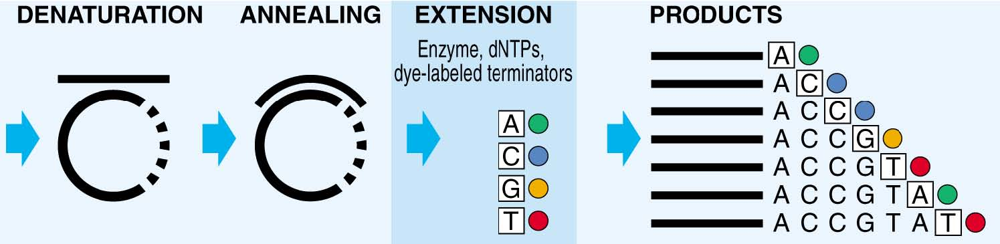 DENATURATION
ANNEALING
EXTENSION
Enzyme, dNTPs,
dye-labeled terminators
A
C
G
T
PRODUCTS
A
A C
A C C
A C C G
A C C G T
A C C G T A
A C C G T A T